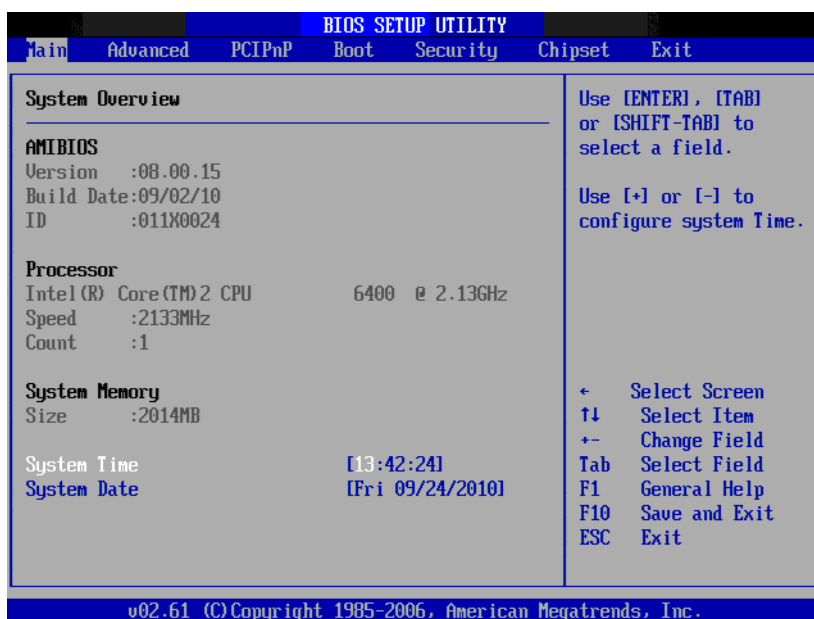 BIOS SETUP UTILITY
Main Advanced PCIPnP Boot Security Chipset Exit
System Overview
AMIBIOS
Version :08.00.15
Build Date:09/02/10
ID :011X0024
Processor
Intel(R) Core(TM)2 CPU 6400 @ 2.13GHz
Speed :2133MHz
Count :1
System Memory
Size :2014MB
System Time [13:42:24]
System Date [Fri 09/24/2010]
Use [ENTER], [TAB]
or [SHIFT-TAB] to
select a field.
Use [+] or [-] to
configure system Time.
← Select Screen
↑↓ Select Item
+- Change Field
Tab Select Field
F1 General Help
F10 Save and Exit
ESC Exit
v02.61 (C)Copyright 1985-2006, American Megatrends, Inc.